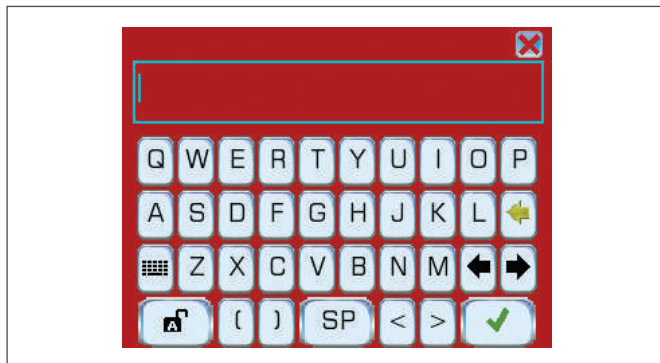 Q W E R T Y U I O P
A S D F G H J K L
Z X C V B N M
A ( ) SP < >